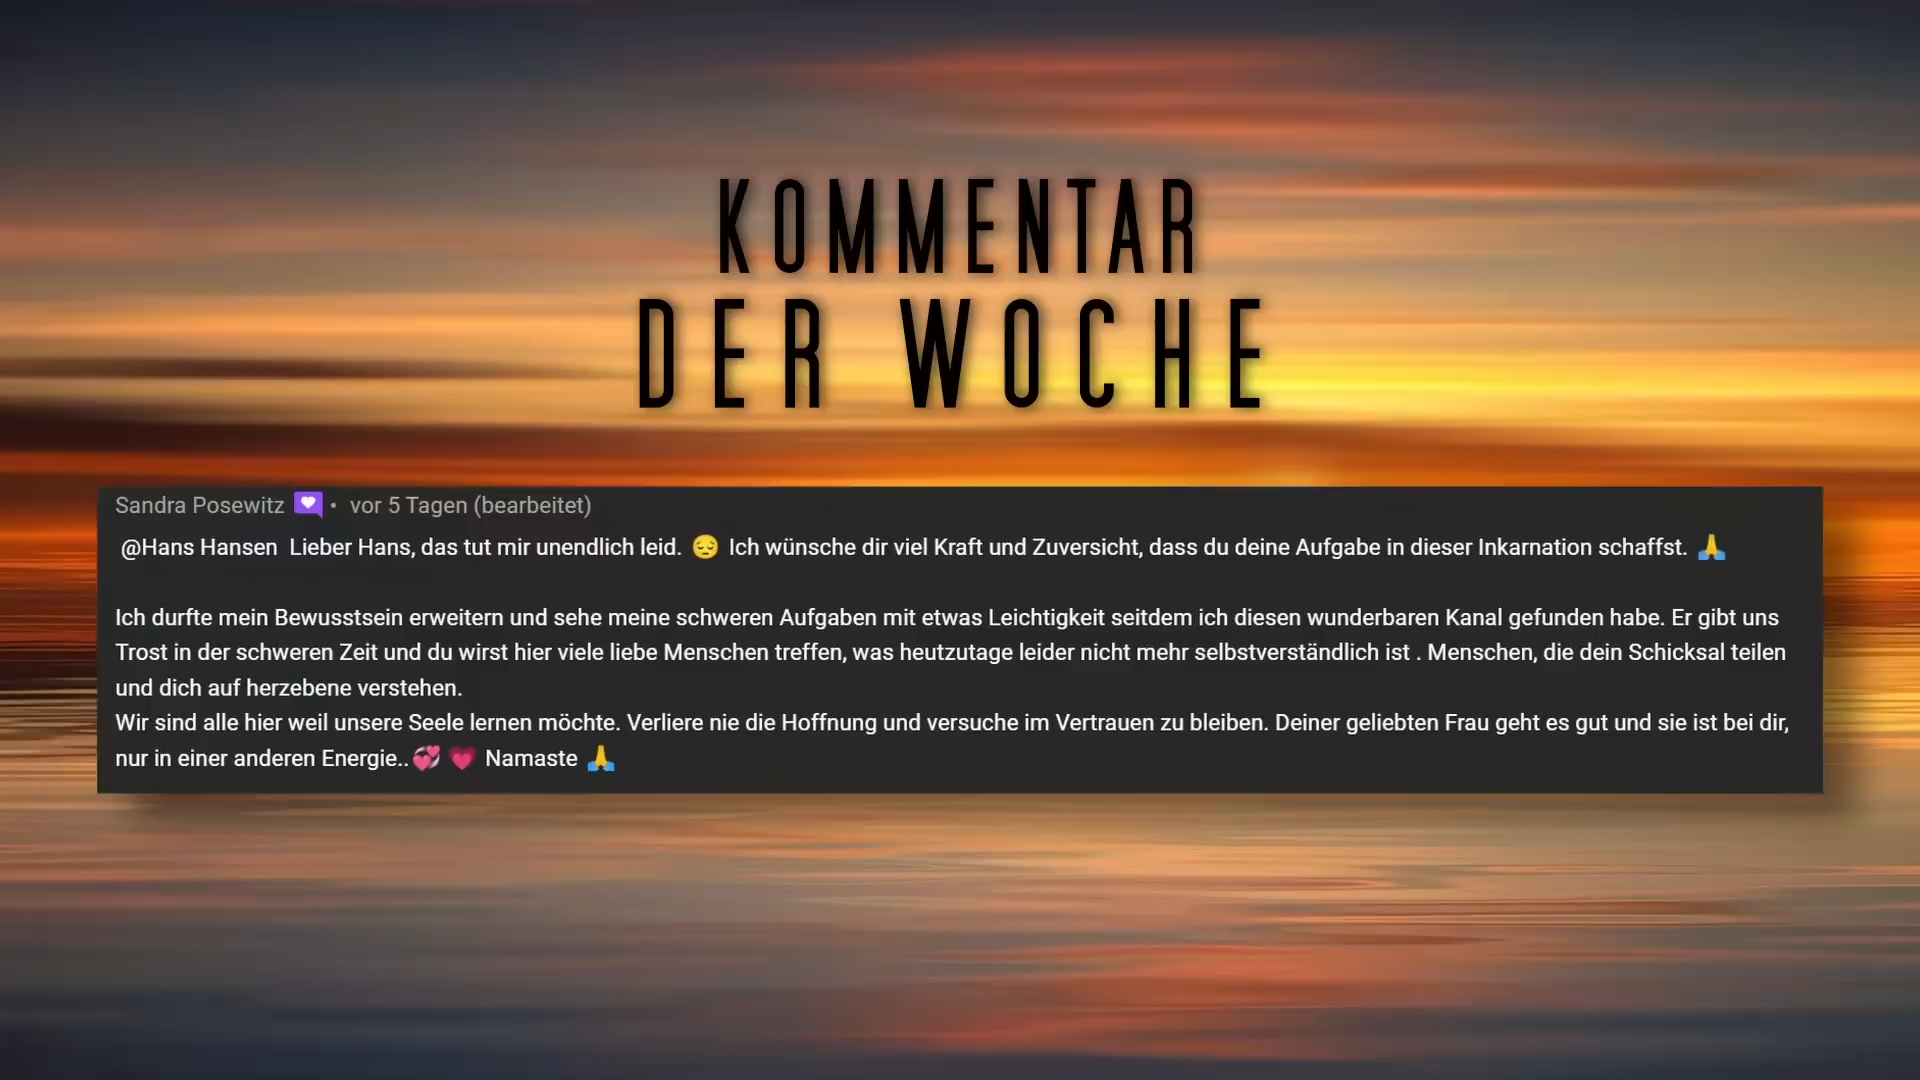 KOMMENTAR
DER WOCHE
Sandra Posewitz • vor 5 Tagen (bearbeitet)
@Hans Hansen Lieber Hans, das tut mir unendlich leid. 😔 Ich wünsche dir viel Kraft und Zuversicht, dass du deine Aufgabe in dieser Inkarnation schaffst. 🙏
Ich durfte mein Bewusstsein erweitern und sehe meine schweren Aufgaben mit etwas Leichtigkeit seitdem ich diesen wunderbaren Kanal gefunden habe. Er gibt uns
Trost in der schweren Zeit und du wirst hier viele liebe Menschen treffen, was heutzutage leider nicht mehr selbstverständlich ist . Menschen, die dein Schicksal teilen
und dich auf herzebene verstehen.
Wir sind alle hier weil unsere Seele lernen möchte. Verliere nie die Hoffnung und versuche im Vertrauen zu bleiben. Deiner geliebten Frau geht es gut und sie ist bei dir,
nur in einer anderen Energie..💞 💗 Namaste 🙏